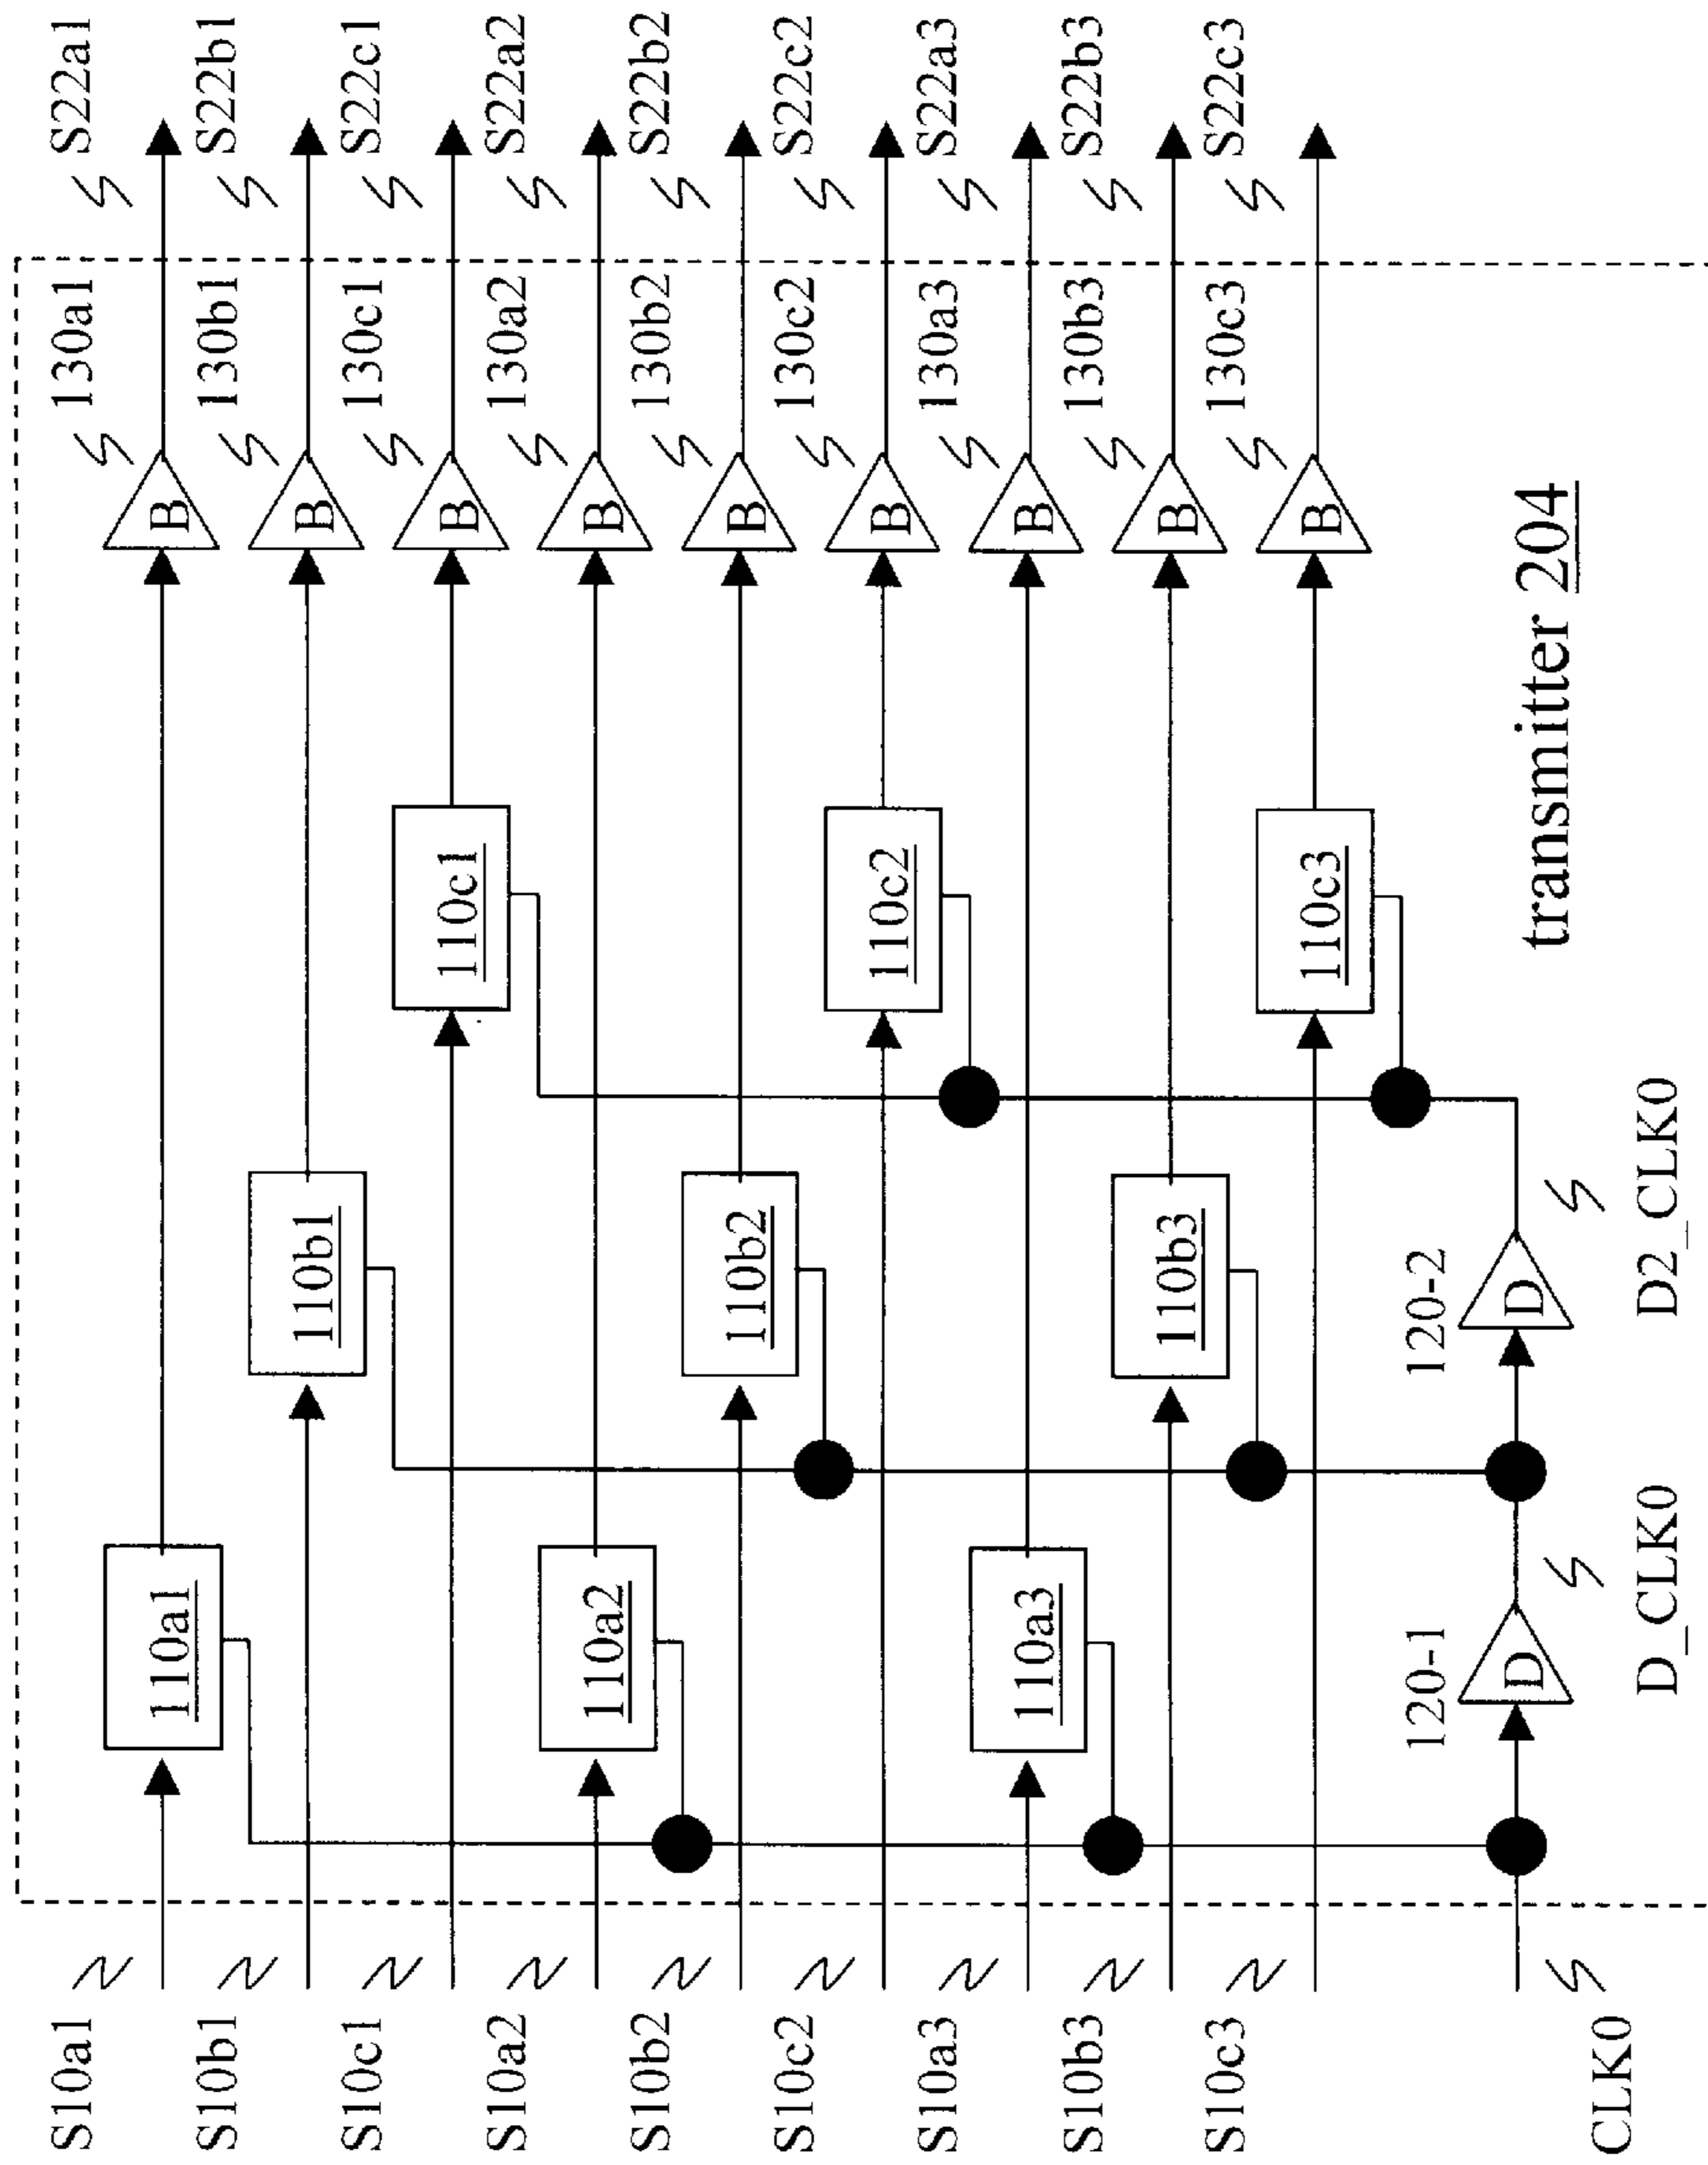 S10a1
S10b1
S10c1
S10a2
S10b2
S10c2
S10a3
S10b3
S10c3
CLK0
110a1
110a2
110a3
120-1
D
D_CLK0
110b1
110b2
110b3
120-2
D
D2_CLK0
110c1
110c2
110c3
B
B
B
B
B
B
B
B
B
130a1
130b1
130c1
130a2
130b2
130c2
130a3
130b3
130c3
S22a1
S22b1
S22c1
S22a2
S22b2
S22c2
S22a3
S22b3
S22c3
transmitter 204